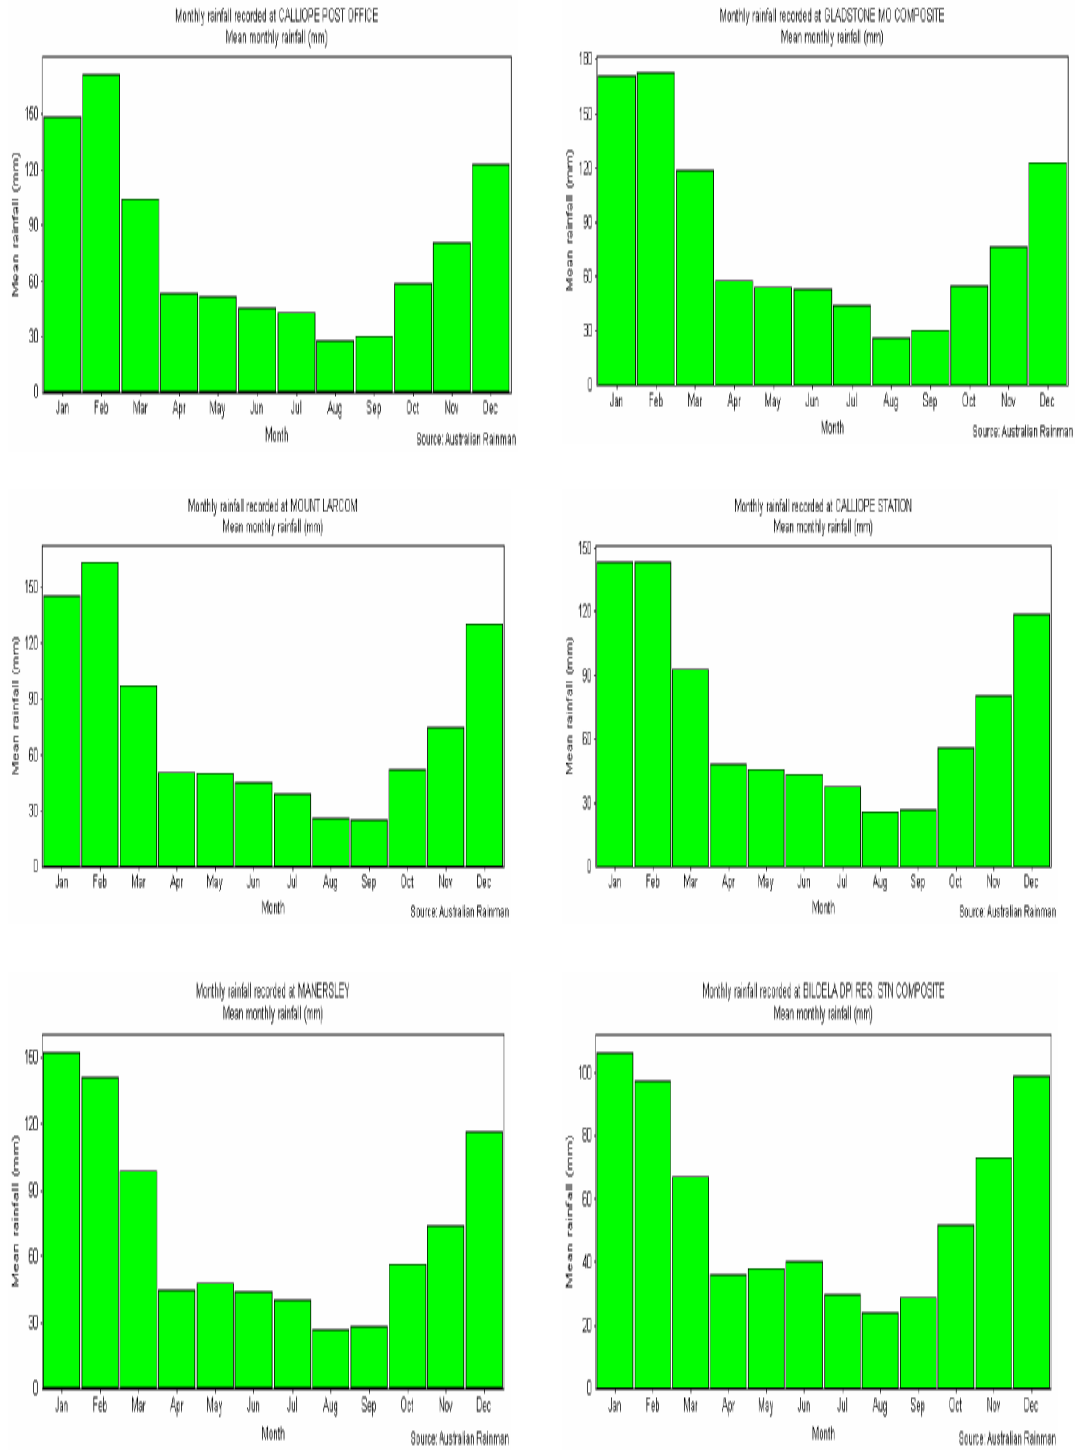 Monthly rainfall recorded at CALLIOPE POST OFFICE
Mean monthly rainfall (mm)
Mean rainfall (mm)
150
120
90
60
30
0
Jan Feb Mar Apr May Jun Jul Aug Sep Oct Nov Dec
Month
Source: Australian Rainman
Monthly rainfall recorded at GLADSTONE MO COMPOSITE
Mean monthly rainfall (mm)
Mean rainfall (mm)
180
150
120
90
60
30
0
Jan Feb Mar Apr May Jun Jul Aug Sep Oct Nov Dec
Month
Source: Australian Rainman
Monthly rainfall recorded at MOUNT LARCOM
Mean monthly rainfall (mm)
Mean rainfall (mm)
150
120
90
60
30
0
Jan Feb Mar Apr May Jun Jul Aug Sep Oct Nov Dec
Month
Source: Australian Rainman
Monthly rainfall recorded at CALLIOPE STATION
Mean monthly rainfall (mm)
Mean rainfall (mm)
150
120
90
60
30
0
Jan Feb Mar Apr May Jun Jul Aug Sep Oct Nov Dec
Month
Source: Australian Rainman
Monthly rainfall recorded at MANERSLEY
Mean monthly rainfall (mm)
Mean rainfall (mm)
150
120
90
60
30
0
Jan Feb Mar Apr May Jun Jul Aug Sep Oct Nov Dec
Month
Source: Australian Rainman
Monthly rainfall recorded at BILOELA DPI RES. STN COMPOSITE
Mean monthly rainfall (mm)
Mean rainfall (mm)
100
80
60
40
20
0
Jan Feb Mar Apr May Jun Jul Aug Sep Oct Nov Dec
Month
Source: Australian Rainman